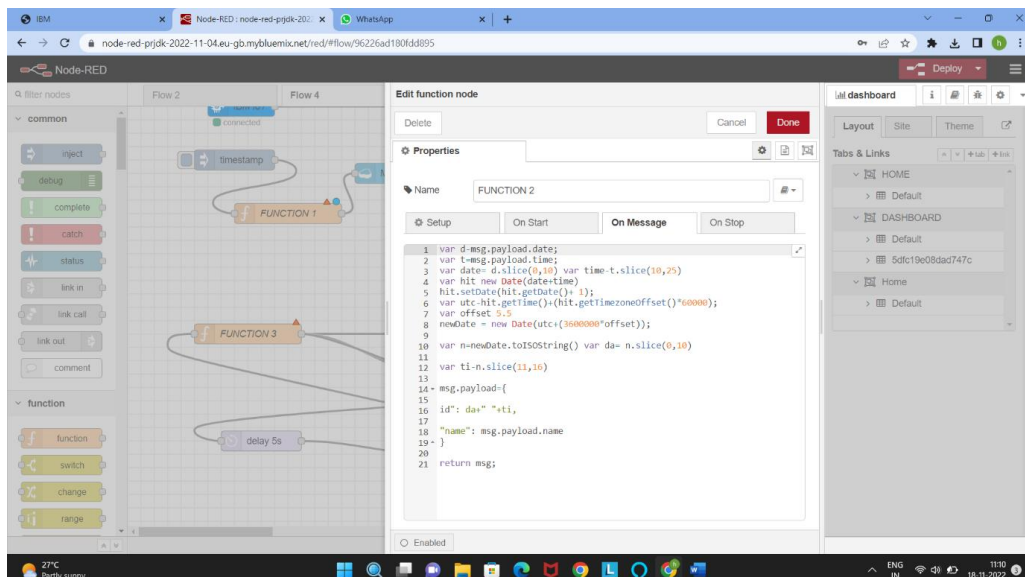 IBM
Node-RED : node-red-prjdk-202
WhatsApp
node-red-prjdk-2022-11-04.eu-gb.mybluemix.net/red/#flow/96226ad180fdd895
h
Node-RED
Deploy
filter nodes
common
inject
debug
complete
catch
status
link in
link call
link out
comment
function
function
switch
change
range
Flow 2
Flow 4
connected
timestamp
FUNCTION 1
FUNCTION 3
delay 5s
Edit function node
Delete
Cancel
Done
Properties
Name
FUNCTION 2
Setup
On Start
On Message
On Stop
1 var d-msg.payload.date;
2 var t=msg.payload.time;
3 var date= d.slice(0,10) var time-t.slice(10,25)
4 var hit new Date(date+time)
5 hit.setDate(hit.getDate()+ 1);
6 var utc-hit.getTime()+(hit.getTimezoneOffset()*60000);
7 var offset 5.5
8 newDate = new Date(utc+(3600000*offset));
9
10 var n=newDate.toISOString() var da= n.slice(0,10)
11
12 var ti-n.slice(11,16)
13
14 msg.payload={
15
16 id": da+" "+ti,
17
18 "name": msg.payload.name
19 }
20
21 return msg;
Enabled
dashboard
i
Layout
Site
Theme
Tabs & Links
+tab
+link
HOME
Default
DASHBOARD
Default
5dfc19e08dad747c
Home
Default
27°C
Partly sunny
ENG
IN
11:10
18-11-2022
3